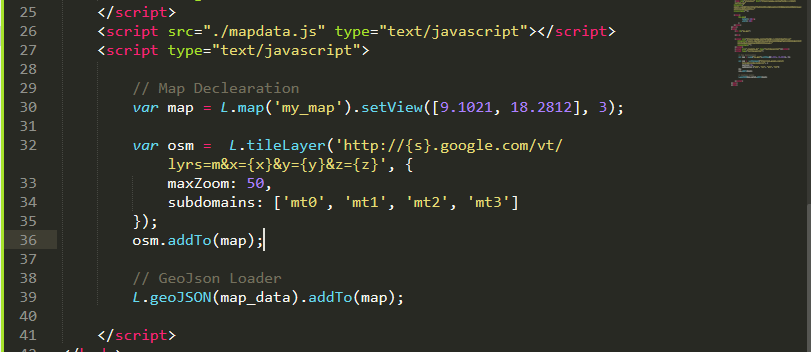 25 </script>
26 <script src="./mapdata.js" type="text/javascript"></script>
27 <script type="text/javascript">
28
29 // Map Declearation
30 var map = L.map('my_map').setView([9.1021, 18.2812], 3);
31
32 var osm =  L.tileLayer('http://{s}.google.com/vt/
lyrs=m&x={x}&y={y}&z={z}', {
33 maxZoom: 50,
34 subdomains: ['mt0', 'mt1', 'mt2', 'mt3']
35 });
36 osm.addTo(map);
37
38 // GeoJson Loader
39 L.geoJSON(map_data).addTo(map);
40
41 </script>